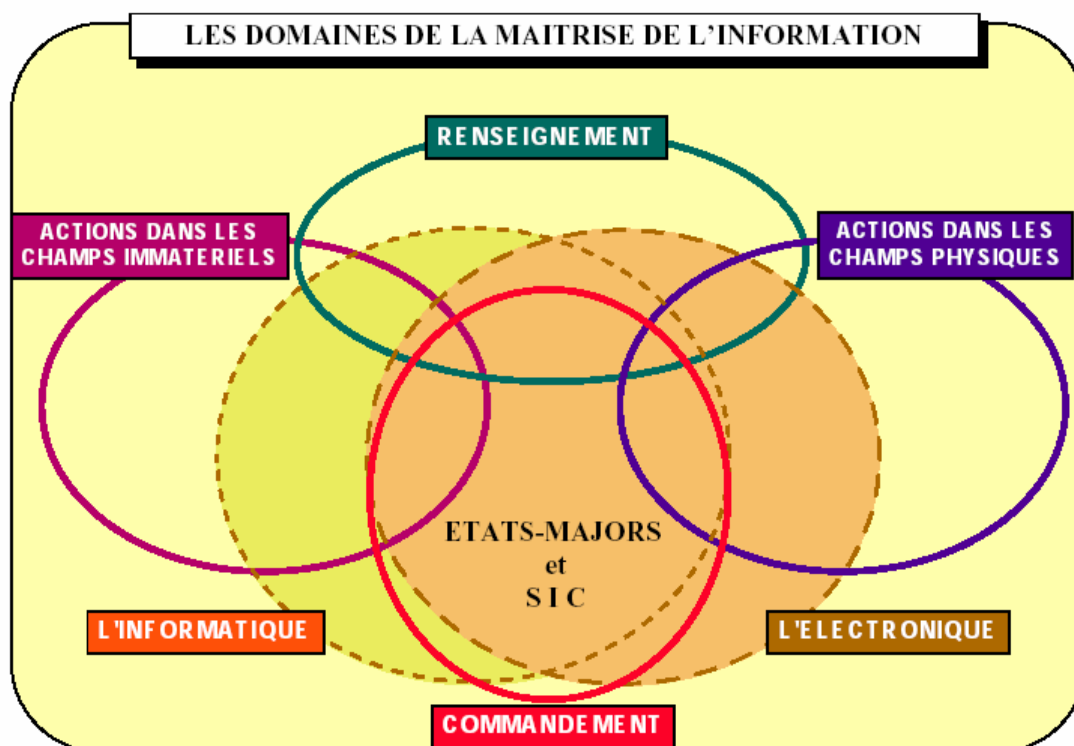 LES DOMAINES DE LA MAITRISE DE L'INFORMATION
RENSEIGNEMENT
ACTIONS DANS LES
CHAMPS IMMATERIELS
ACTIONS DANS LES
CHAMPS PHYSIQUES
ETATS-MAJORS
et
S I C
L'INFORMATIQUE
L'ELECTRONIQUE
COMMANDEMENT